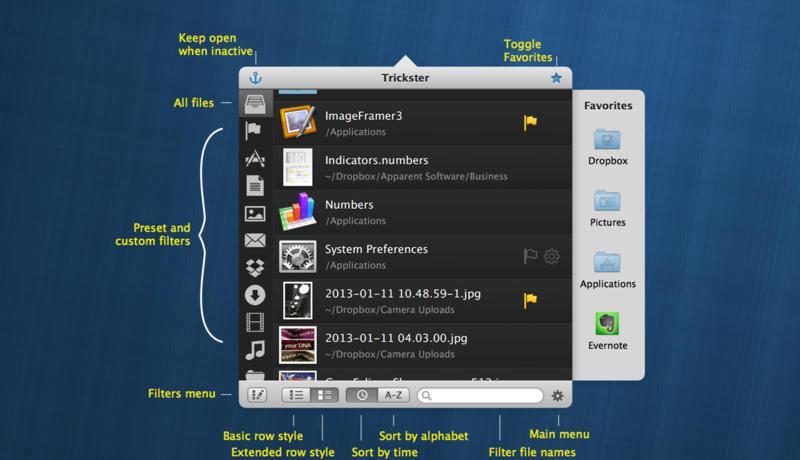 Keep open
when inactive
Toggle
Favorites
Trickster
All files
Favorites
ImageFramer3
/Applications
Indicators.numbers
~/Dropbox/Apparent Software/Business
Dropbox
Numbers
/Applications
Pictures
Preset and
custom filters
System Preferences
/Applications
Applications
2013-01-11 10.48.59-1.jpg
~/Dropbox/Camera Uploads
your DNA
2013-01-11 04.03.00.jpg
~/Dropbox/Camera Uploads
Evernote
Filters menu
A-Z
Basic row style
Sort by alphabet
Main menu
Extended row style
Sort by time
Filter file names